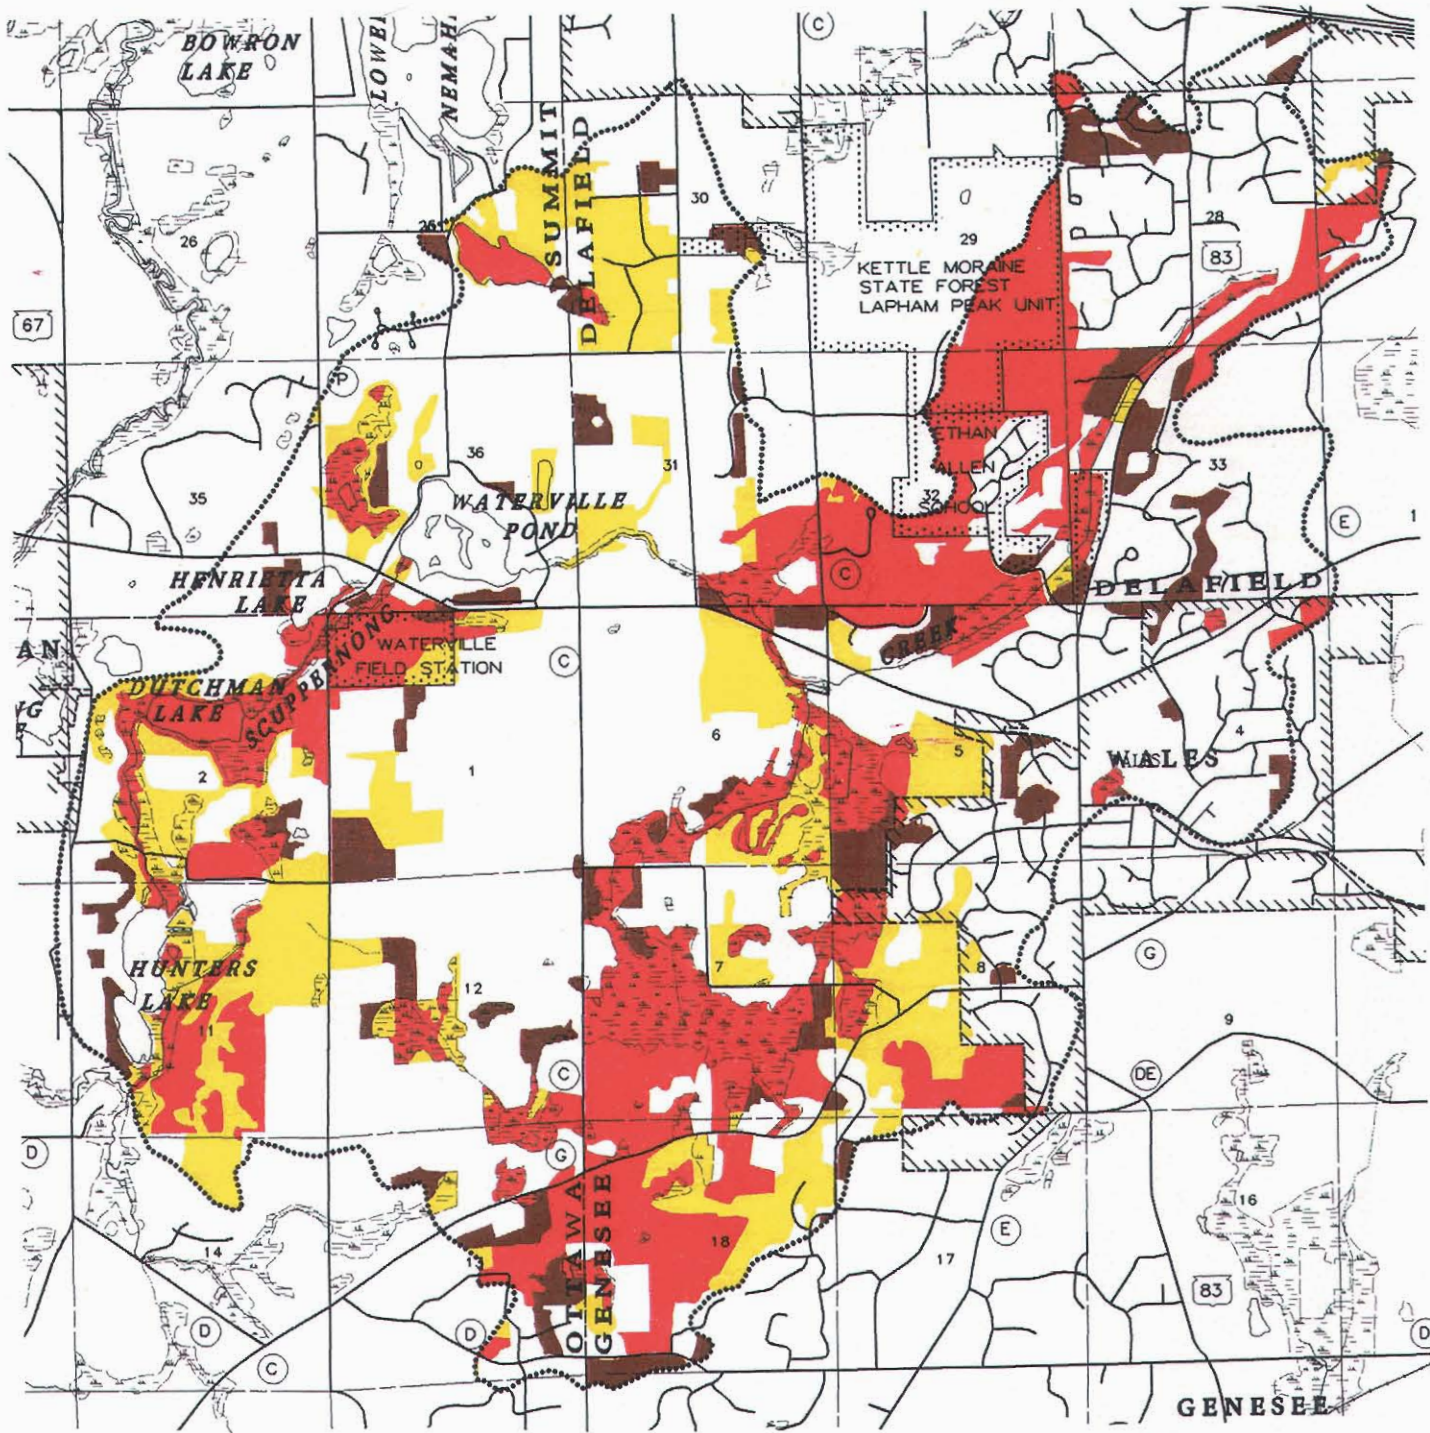 C
BOWRON
LAKE
SUMMIT
DELAFIELD
26
30
29
28
83
KETTLE MORAINE
STATE FOREST
LAPHAM PEAK UNIT
67
P
36
31
35
WATERVILLE
POND
ETHAN
ALLEN
SCHOOL
32
33
E
C
HENRIETTA
LAKE
DELAFIELD
WATERVILLE
FIELD STATION
SCUPPERNONG
CREEK
C
DUTCHMAN
LAKE
6
5
4
WALES
2
1
HUNTERS
LAKE
11
12
7
8
G
9
C
DE
D
G
OTTAWA
GENESEE
14
13
18
17
16
E
83
D
D
C
D
GENESEE